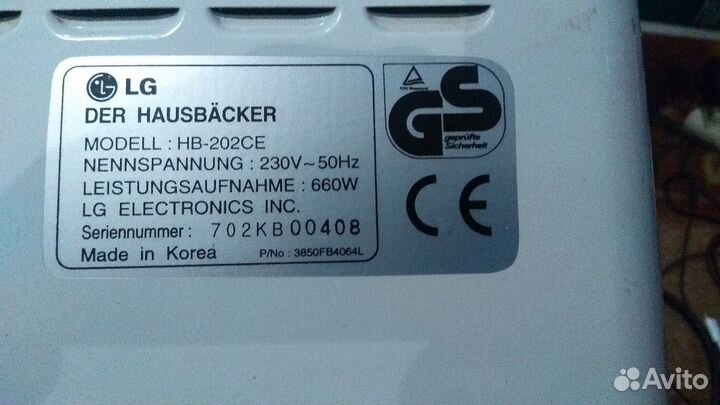 LG
DER HAUSBÄCKER
MODELL : HB-202CE
NENNSPANNUNG : 230V~50Hz
LEISTUNGSAUFNAHME : 660W
LG ELECTRONICS INC.
Seriennummer: 702KB00408
Made in Korea P/No : 3850FB4064L
GS
geprüfte
Sicherheit
CE
Avito